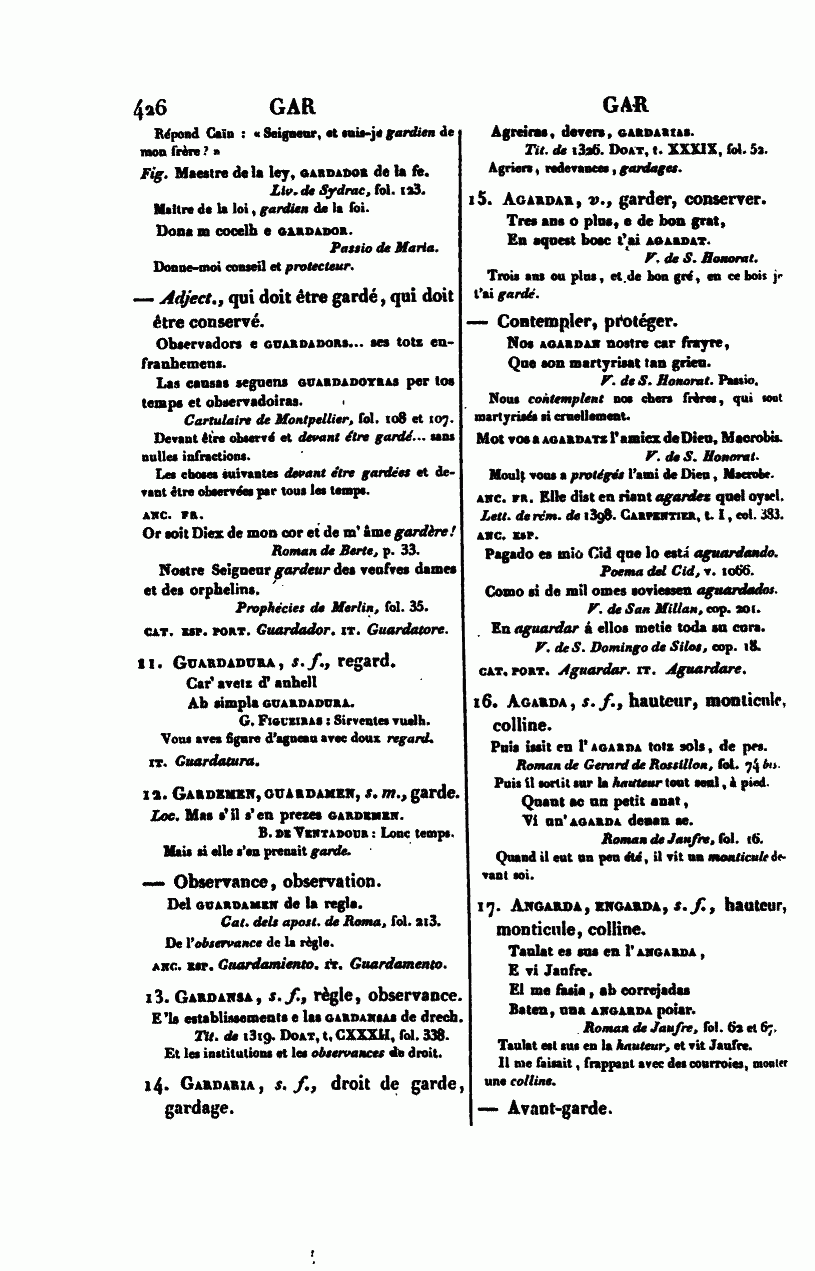 426 GAR
Répond Caïn : « Seigneur, et suis-je gardien de
mon frère ? »
Fig. Maestre de la ley, GARDADOR de la fe.
Liv. de Sydrac, fol. 123.
Maître de la loi, gardien de la foi.
Dona m cocelh e GARDADOR.
Passio de Maria.
Donne-moi conseil et protecteur.
— Adject., qui doit être gardé, qui doit
être conservé.
Observadors e GUARDADORS... ses totz en-
franhemens.
Las causas seguens GUARDADOYRAS per tos
temps et observadoiras.
Cartulaire de Montpellier, fol. 108 et 107.
Devant être observé et devant être gardé... sans
nulles infractions.
Les choses suivantes devant être gardées et de-
vant être observées par tous les temps.
ANC. FR.
Or soit Diex de mon cor et de m'âme gardère !
Roman de Berte, p. 33.
Nostre Seigneur gardeur des veufves dames
et des orphelins.
Prophécies de Merlin, fol. 35.
CAT. ESP. PORT. Guardador. IT. Guardatore.
11. GUARDADURA, s. f., regard.
Car' avetz d' anhell
Ab simpla GUARDADURA.
G. FIGUEIRAS : Sirventes vuelh.
Vous avez figure d'agneau avec doux regard.
IT. Guardatura.
12. GARDEMEN, GUARDAMEN, s. m., garde.
Loc. Mas s'il s'en prezes GARDEMEN.
B. DE VENTADOUR : Lonc temps.
Mais si elle s'en prenait garde.
— Observance, observation.
Del GUARDAMEN de la regla.
Cat. dels apost. de Roma, fol. 213.
De l'observance de la règle.
ANC. ESP. Guardamiento. IT. Guardamento.
13. GARDANSA, s. f., règle, observance.
E 'ls establissements e las GARDANSAS de drech.
Tit. de 1319. DOAT, t. CXXXII, fol. 338.
Et les institutions et les observances de droit.
14. GARDARIA, s. f., droit de garde,
gardage.
GAR
Agreiras, devers, GARDARIAS.
Tit. de 1326. DOAT, t. XXXIX, fol. 52.
Agriers, redevances, gardages.
15. AGARDAR, v., garder, conserver.
Tres ans o plus, e de bon grat,
En aquest bosc t'ai AGARDAT.
V. de S. Honorat.
Trois ans ou plus, et de bon gré, en ce bois je
t'ai gardé.
— Contempler, protéger.
Nos AGARDAN nostre car frayre,
Que son martyrisat tan grieu.
V. de S. Honorat. Passio.
Nous contemplent nos chers frères, qui sont
martyrisés si cruellement.
Mot vos a AGARDATZ l'amicx de Dieu, Macrobis.
V. de S. Honorat.
Moult vous a protégés l'ami de Dieu, Macrobe.
ANC. FR. Elle dist en riant agardez quel oysel.
Lett. de rém. de 1398. CARPENTIER, t. I, col. 383.
ANC. ESP.
Pagado es mio Cid que lo está aguardando.
Poema del Cid, v. 1066.
Como si de mil omes soviessen aguardados.
V. de San Millan, cop. 201.
En aguardar á ellos metie toda su cura.
V. de S. Domingo de Silos, cop. 18.
CAT. PORT. Aguardar. IT. Aguardare.
16. AGARDA, s. f., hauteur, monticule,
colline.
Puis issit en l'AGARDA totz sols, de pes.
Roman de Gerard de Rossillon, fol. 74 bis.
Puis il sortit sur la hauteur tout seul, à pied.
Quant ac un petit anat,
Vi un' AGARDA denan se.
Roman de Jaufre, fol. 16.
Quand il eut un peu été, il vit un monticule de-
vant soi.
17. ANGARDA, ENGARDA, s. f., hauteur,
monticule, colline.
Taulat es sus en l'ANGARDA,
E vi Jaufre.
El me fasia, ab correjadas
Baten, una ANGARDA poiar.
Roman de Jaufre, fol. 62 et 67.
Taulat est sus en la hauteur, et vit Jaufre.
Il me faisait, frappant avec des courroies, monter
une colline.
— Avant-garde.